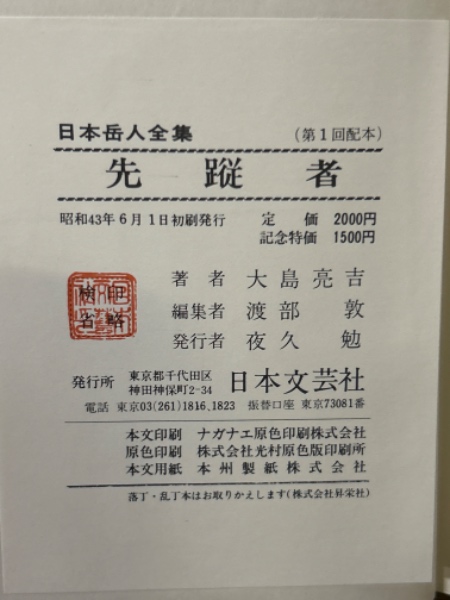 日本岳人全集 (第1回配本)
先蹤者
昭和43年6月1日初刷発行 定価 2000円
記念特価 1500円
検印省略
著者 大島亮吉
編集者 渡部敦
発行者 夜久勉
発行所 東京都千代田区神田神保町2-34 日本文芸社
電話 東京03(261)1816、1823 振替口座 東京73081番
本文印刷 ナガナエ原色印刷株式会社
原色印刷 株式会社光村原色版印刷所
本文用紙 本州製紙株式会社
落丁・乱丁本はお取りかえします(株式会社昇栄社)